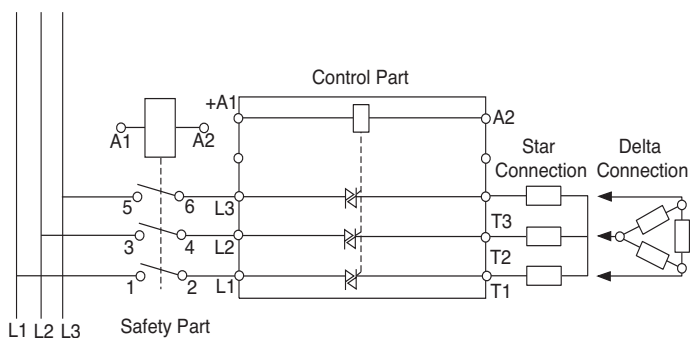 Control Part
+A1
A2
A1
A2
Star
Connection
Delta
Connection
5
6
L3
T3
3
4
L2
T2
1
2
L1
T1
L1
L2
L3
Safety Part